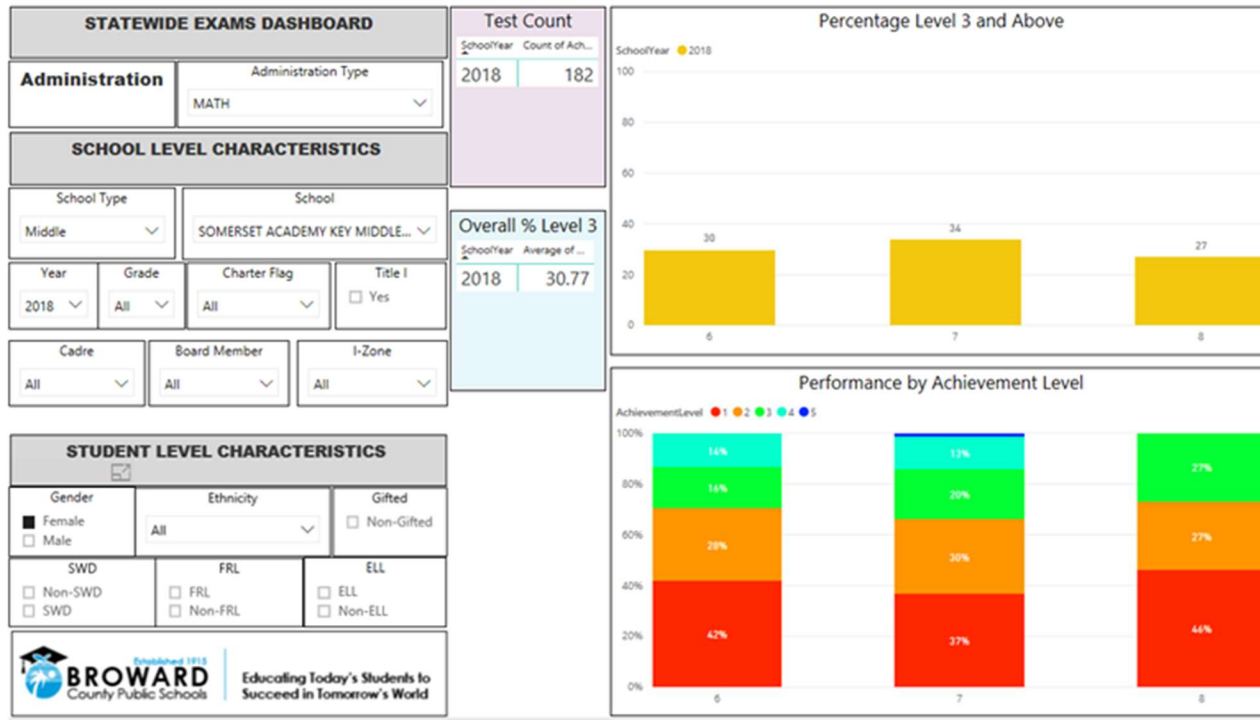 STATEWIDE EXAMS DASHBOARD
Administration
Administration Type
MATH
SCHOOL LEVEL CHARACTERISTICS
School Type
Middle
School
SOMERSET ACADEMY KEY MIDDLE...
Year
2018
Grade
All
Charter Flag
All
Title I
Yes
Cadre
All
Board Member
All
I-Zone
All
STUDENT LEVEL CHARACTERISTICS
Gender
Female
Male
Ethnicity
All
Gifted
Non-Gifted
SWD
Non-SWD
SWD
FRL
FRL
Non-FRL
ELL
ELL
Non-ELL
Established 1915
BROWARD
County Public Schools
Educating Today's Students to
Succeed in Tomorrow's World
Test Count
SchoolYear Count of Ach...
2018 182
Overall % Level 3
SchoolYear Average of ...
2018 30.77
Percentage Level 3 and Above
SchoolYear 2018
100
80
60
40
20
0
30
34
27
6 7 8
Performance by Achievement Level
AchievementLevel 1 2 3 4 5
100%
80%
60%
40%
20%
0%
14% 13% 27%
16% 20% 27%
28% 30%
42% 37% 46%
6 7 8